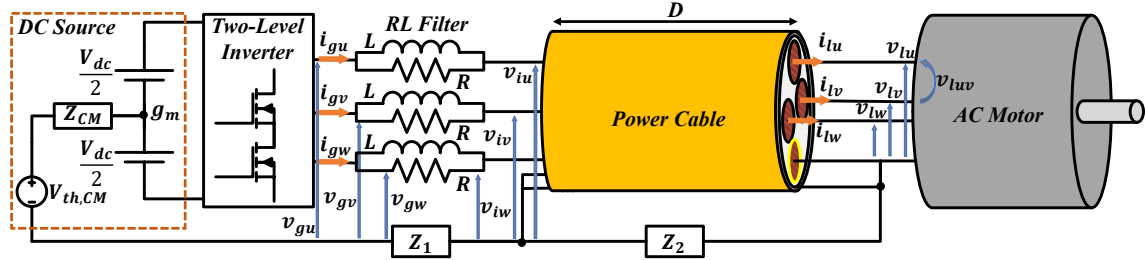 DC Source
V_dc
2
Z_CM
g_m
V_dc
2
V_th,CM
Two-Level
Inverter
RL Filter
i_gu
L
R
i_gv
L
R
i_gw
L
R
v_gu
v_gv
v_gw
v_iu
v_iv
v_iw
Z_1
Z_2
D
Power Cable
i_lu
i_lv
i_lw
v_lu
v_lv
v_lw
v_luv
AC Motor